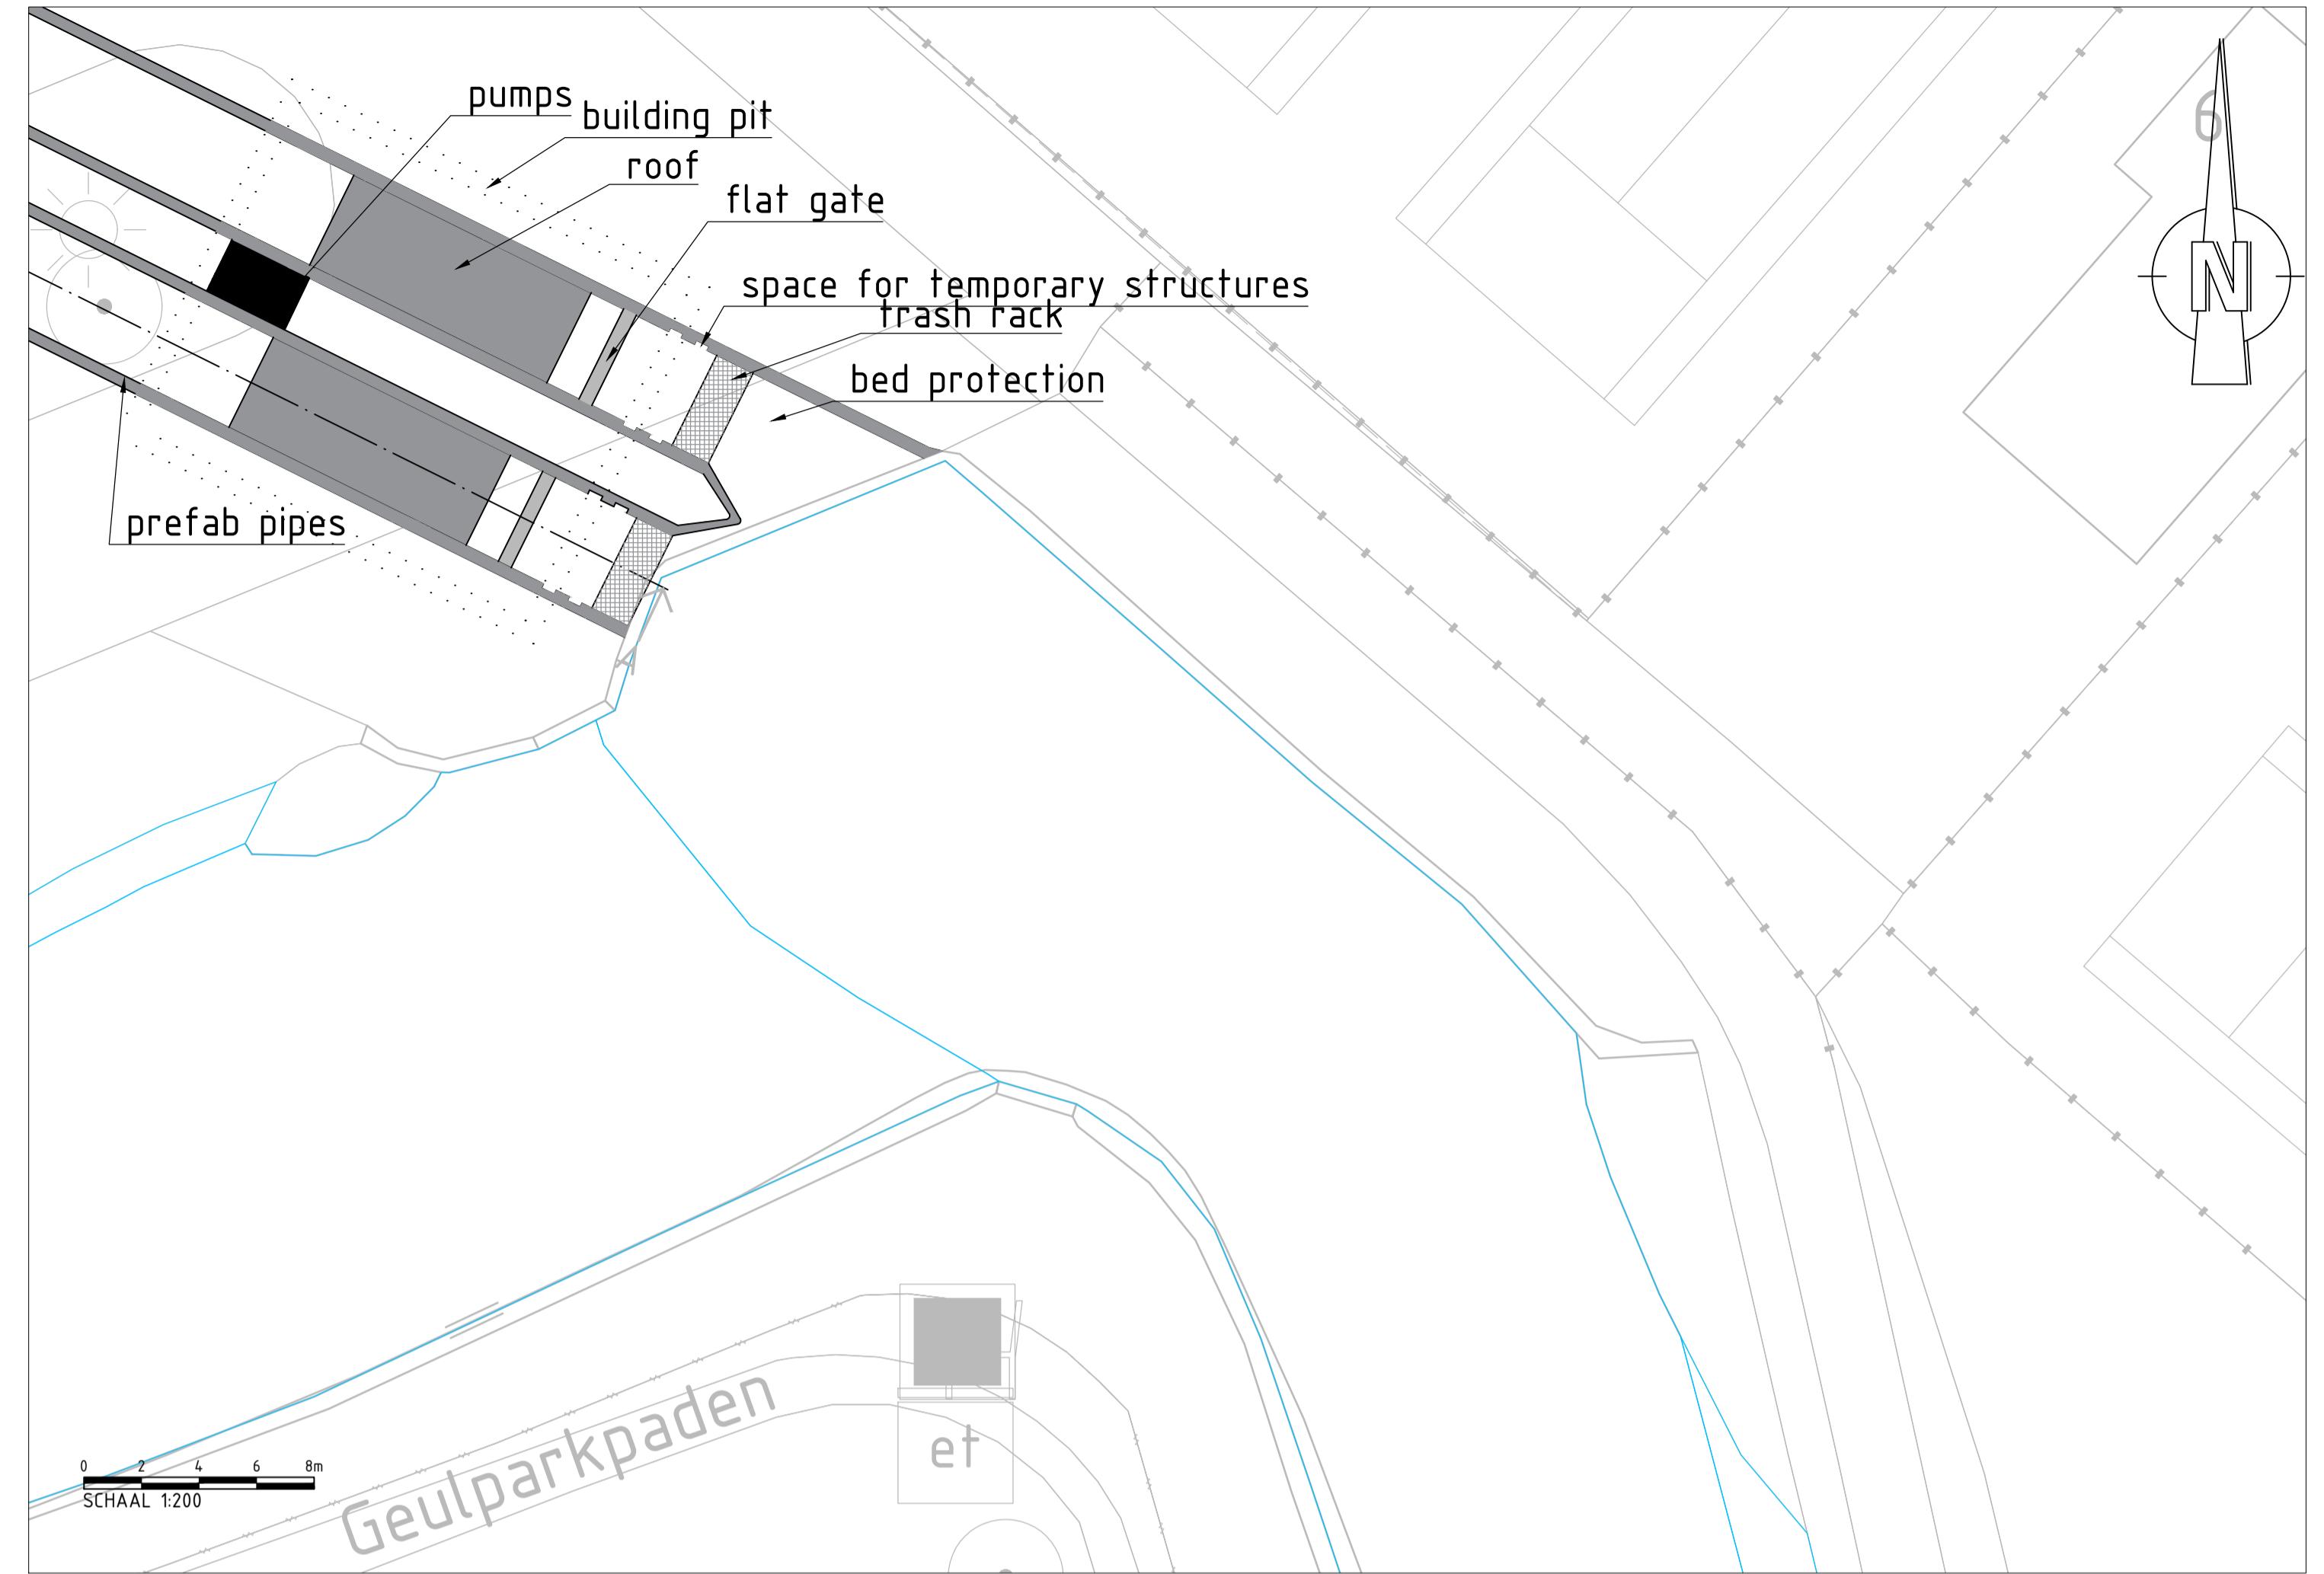 pumps
building pit
roof
flat gate
space for temporary structures
trash rack
bed protection
prefab pipes
6
N
Geulparkpaden
et
0 2 4 6 8m
SCHAAL 1:200